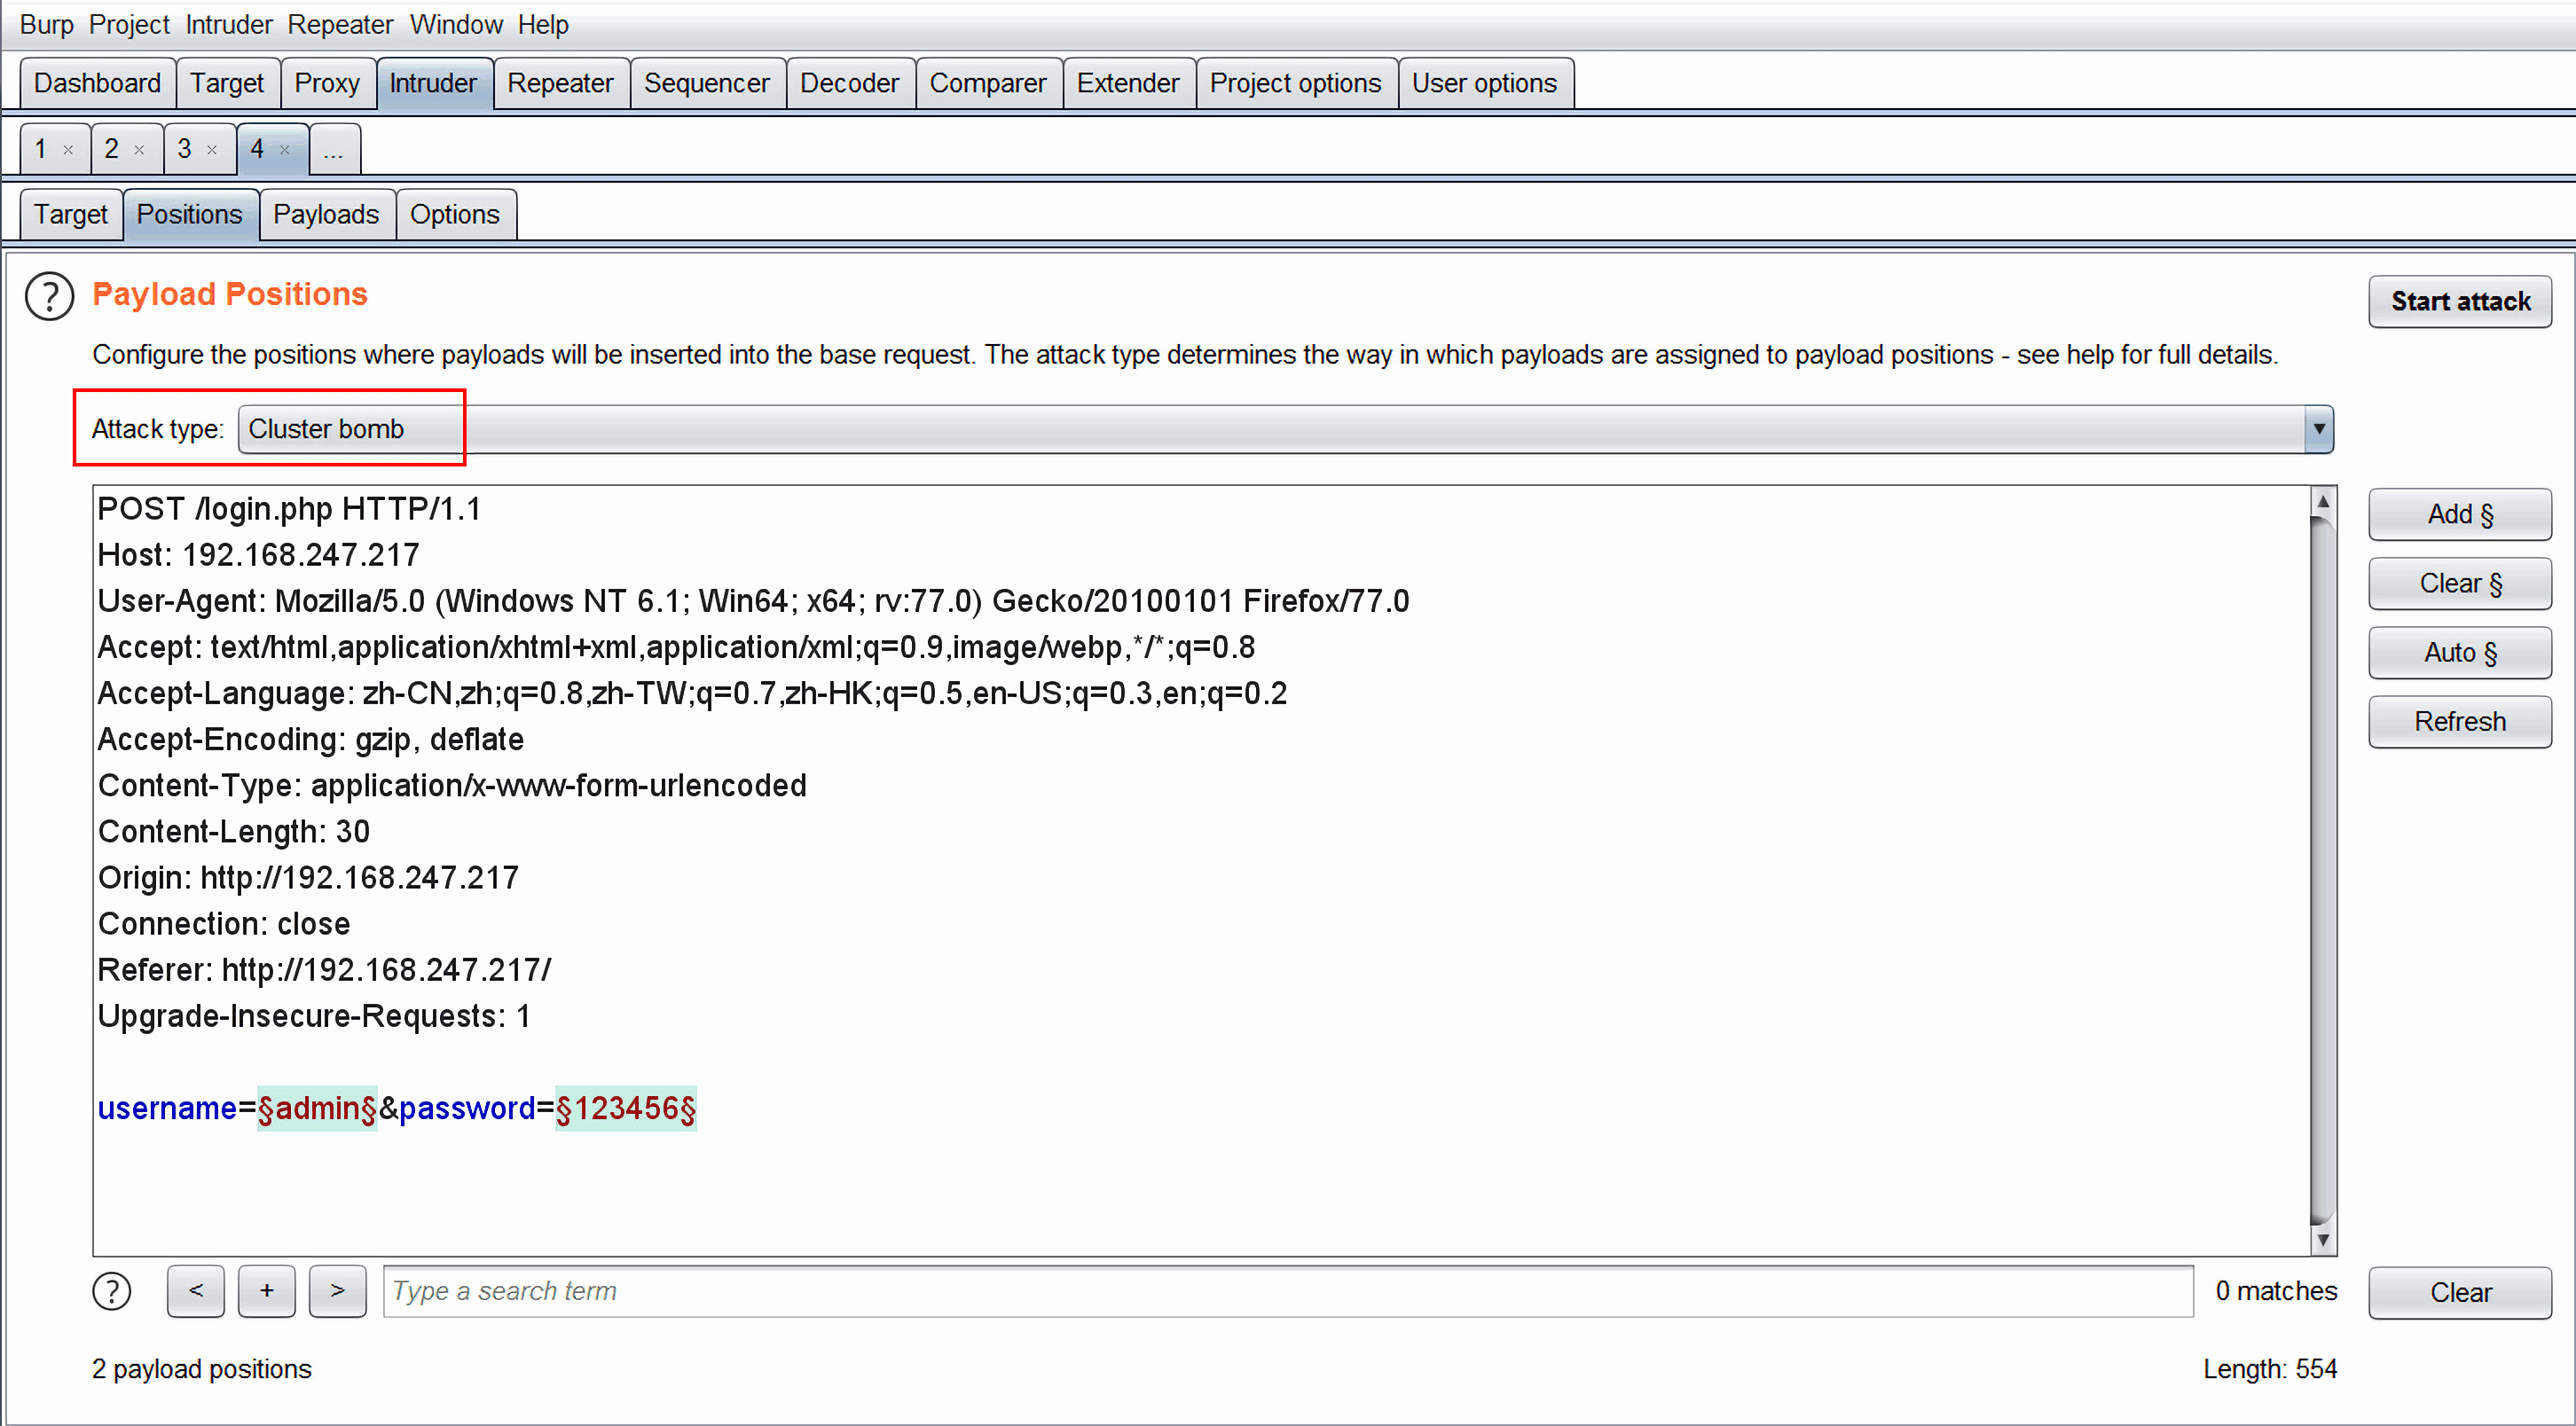 Burp Project Intruder Repeater Window Help
Dashboard Target Proxy Intruder Repeater Sequencer Decoder Comparer Extender Project options User options
1 × 2 × 3 × 4 × ...
Target Positions Payloads Options
? Payload Positions Start attack
Configure the positions where payloads will be inserted into the base request. The attack type determines the way in which payloads are assigned to payload positions - see help for full details.
Attack type: Cluster bomb
POST /login.php HTTP/1.1
Add §
Host: 192.168.247.217
Clear §
User-Agent: Mozilla/5.0 (Windows NT 6.1; Win64; x64; rv:77.0) Gecko/20100101 Firefox/77.0
Accept: text/html,application/xhtml+xml,application/xml;q=0.9,image/webp,*/*;q=0.8
Auto §
Accept-Language: zh-CN,zh;q=0.8,zh-TW;q=0.7,zh-HK;q=0.5,en-US;q=0.3,en;q=0.2
Refresh
Accept-Encoding: gzip, deflate
Content-Type: application/x-www-form-urlencoded
Content-Length: 30
Origin: http://192.168.247.217
Connection: close
Referer: http://192.168.247.217/
Upgrade-Insecure-Requests: 1
username=§admin§&password=§123456§
? < + > Type a search term 0 matches Clear
2 payload positions Length: 554